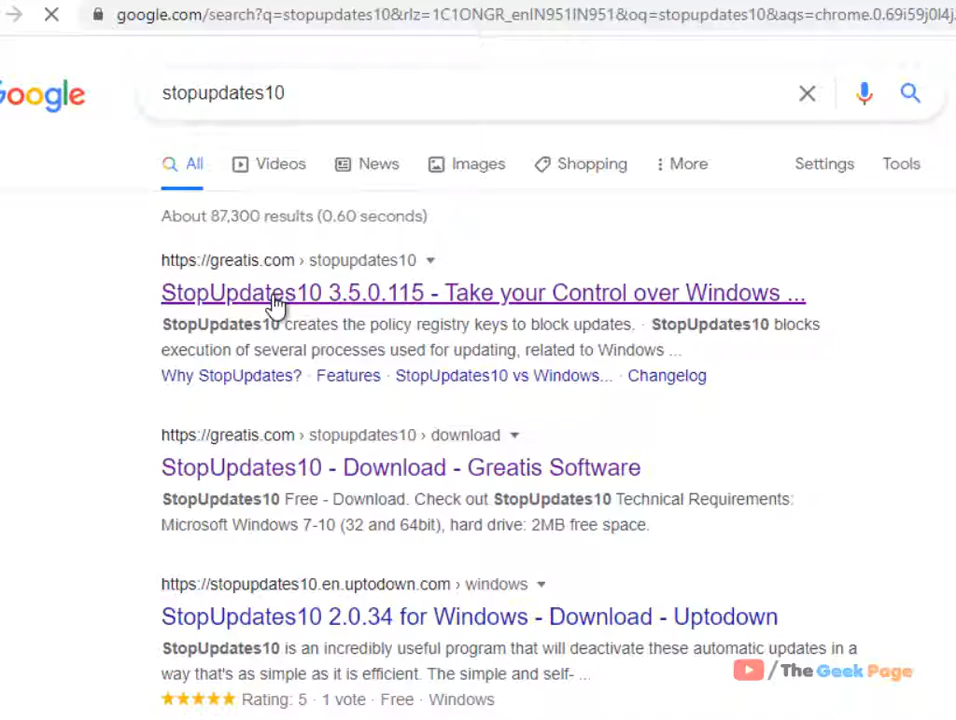 google.com/search?q=stopupdates10&rlz=1C1ONGR_enIN951IN951&oq=stopupdates10&aqs=chrome.0.69i59j0l4j.
Google
stopupdates10
All Videos News Images Shopping More Settings Tools
About 87,300 results (0.60 seconds)
https://greatis.com › stopupdates10
StopUpdates10 3.5.0.115 - Take your Control over Windows ...
StopUpdates10 creates the policy registry keys to block updates. · StopUpdates10 blocks
execution of several processes used for updating, related to Windows ...
Why StopUpdates? · Features · StopUpdates10 vs Windows... · Changelog
https://greatis.com › stopupdates10 › download
StopUpdates10 - Download - Greatis Software
StopUpdates10 Free - Download. Check out StopUpdates10 Technical Requirements:
Microsoft Windows 7-10 (32 and 64bit), hard drive: 2MB free space.
https://stopupdates10.en.uptodown.com › windows
StopUpdates10 2.0.34 for Windows - Download - Uptodown
StopUpdates10 is an incredibly useful program that will deactivate these automatic updates in a
way that's as simple as it is efficient. The simple and self- ...
Rating: 5 · 1 vote · Free · Windows
/ The Geek Page